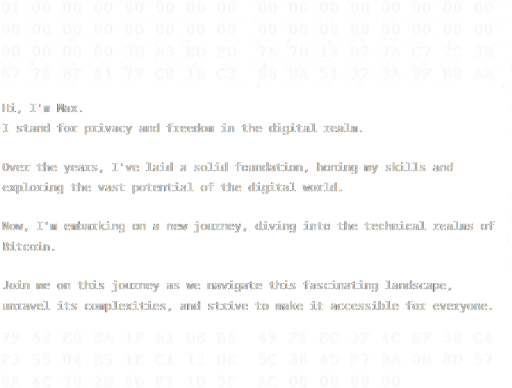 01 00 00 00 00 00 00 00 00 00 00 00 00 00 00 00
00 00 00 00 00 00 00 00 00 00 00 00 00 00 00 00
00 00 00 00 3B A3 ED FD 7A 7B 12 B2 7A C7 2C 3E
67 76 8F 61 7F C8 1B C3 88 8A 51 32 3A 9F B8 AA
Hi, I'm Max.
I stand for privacy and freedom in the digital realm.
Over the years, I've laid a solid foundation, honing my skills and
exploring the vast potential of the digital world.
Now, I'm embarking on a new journey, diving into the technical realms of
Bitcoin.
Join me on this journey as we navigate this fascinating landscape,
unravel its complexities, and strive to make it accessible for everyone.
79 62 E0 EA 1F 61 DE B6 49 F6 BC 3F 4C EF 38 C4
F3 55 04 E5 1E C1 12 DE 5C 38 4D F7 BA 0B 8D 57
8A 4C 70 2B 6B F1 1D 5F AC 00 00 00 00